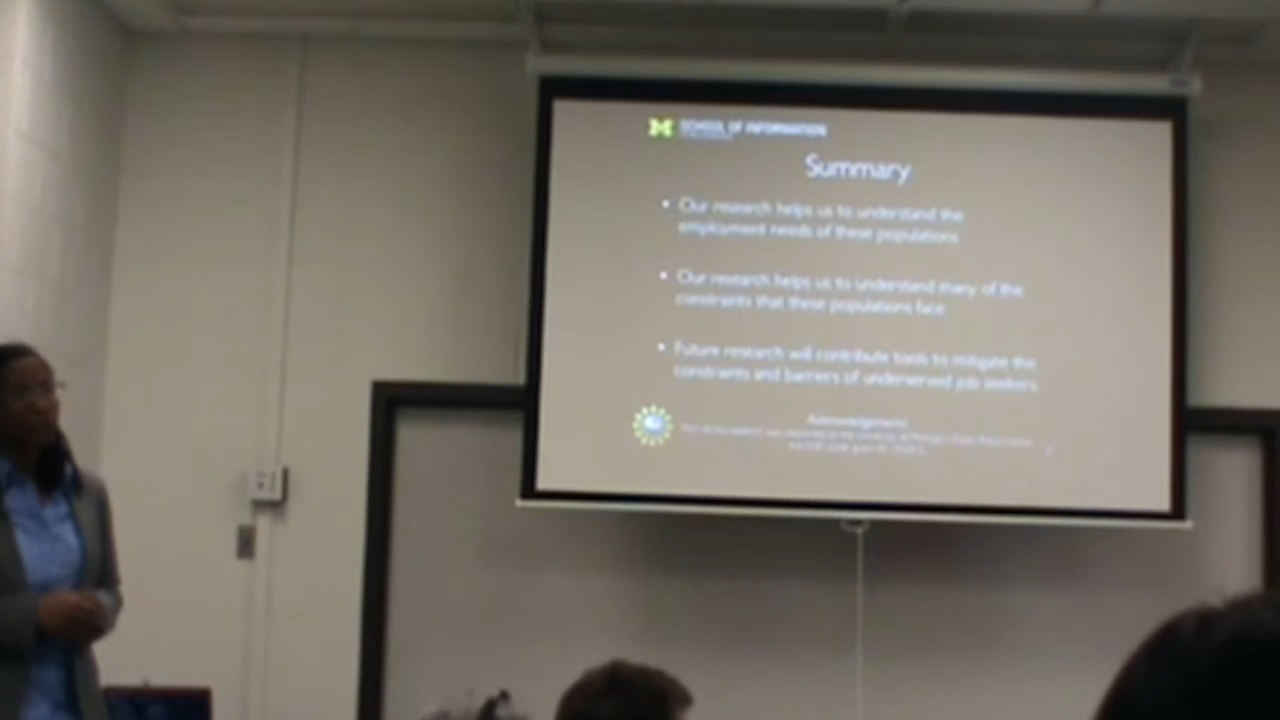 SCHOOL OF INFORMATION
Summary
• Our research helps us to understand the
employment needs of these populations
• Our research helps us to understand many of the
constraints that these populations face
• Future research will contribute tools to mitigate the
constraints and barriers of underserved job seekers
Acknowledgements